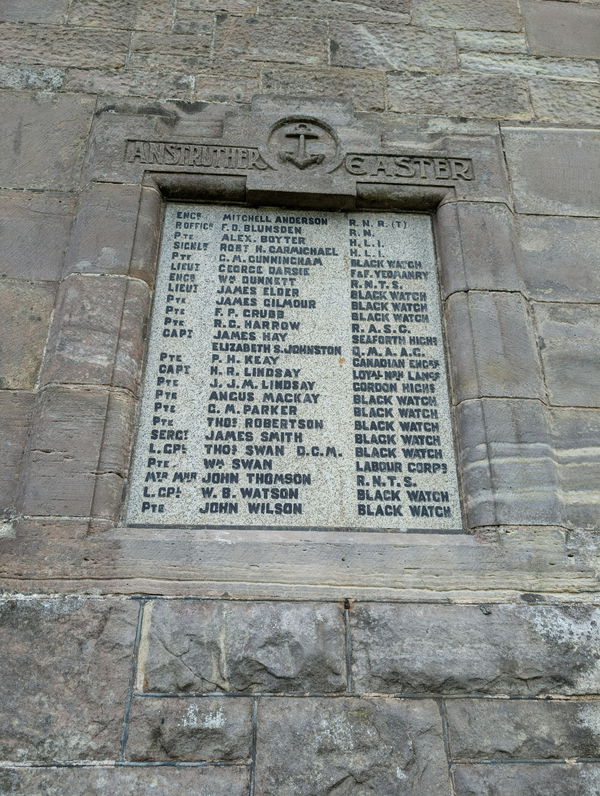 ANSTRUTHER EASTER
ENGR MITCHELL ANDERSON R.N.R.(T)
P.OFFICR F.D. BLUNSDEN R.N.
PTE ALEX. BOYTER H.L.I.
SIGNLR ROBT H. CARMICHAEL H.L.I.
PTE C.M. CUNNINGHAM BLACK WATCH
LIEUT GEORGE DARSIE F&F. YEOMANRY
ENGR WM DUNNETT R.N.T.S.
LIEUT JAMES ELDER BLACK WATCH
PTE JAMES GILMOUR BLACK WATCH
PTE F.P. GRUBB BLACK WATCH
PTE R.G. HARROW R.A.S.C.
CAPT JAMES HAY SEAFORTH HIGHS
ELIZABETH S. JOHNSTON Q.M.A.A.C.
PTE P.H. KEAY CANADIAN ENGRS
CAPT H.R. LINDSAY LOYAL NRH LANCS
PTE J.J.M. LINDSAY GORDON HIGHS
PTE ANGUS MACKAY BLACK WATCH
PTE G.M. PARKER BLACK WATCH
PTE THOS ROBERTSON BLACK WATCH
SERGT JAMES SMITH BLACK WATCH
L.CPL THOS SWAN D.C.M. BLACK WATCH
PTE WM SWAN LABOUR CORPS
MTR MNR JOHN THOMSON R.N.T.S.
L.CPL W.B. WATSON BLACK WATCH
PTE JOHN WILSON BLACK WATCH